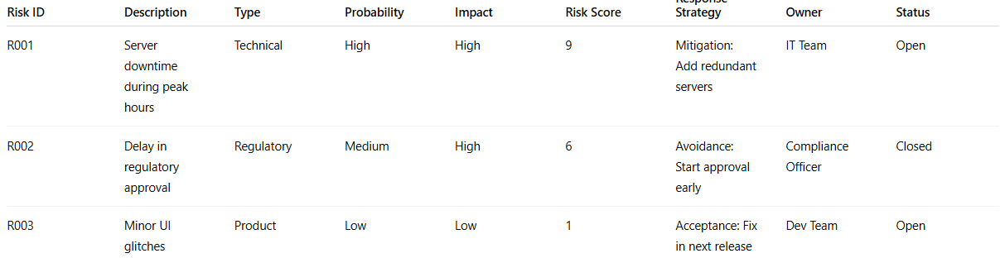 Risk ID Description Type Probability Impact Risk Score Response Strategy Owner Status
R001 Server downtime during peak hours Technical High High 9 Mitigation: Add redundant servers IT Team Open
R002 Delay in regulatory approval Regulatory Medium High 6 Avoidance: Start approval early Compliance Officer Closed
R003 Minor UI glitches Product Low Low 1 Acceptance: Fix in next release Dev Team Open